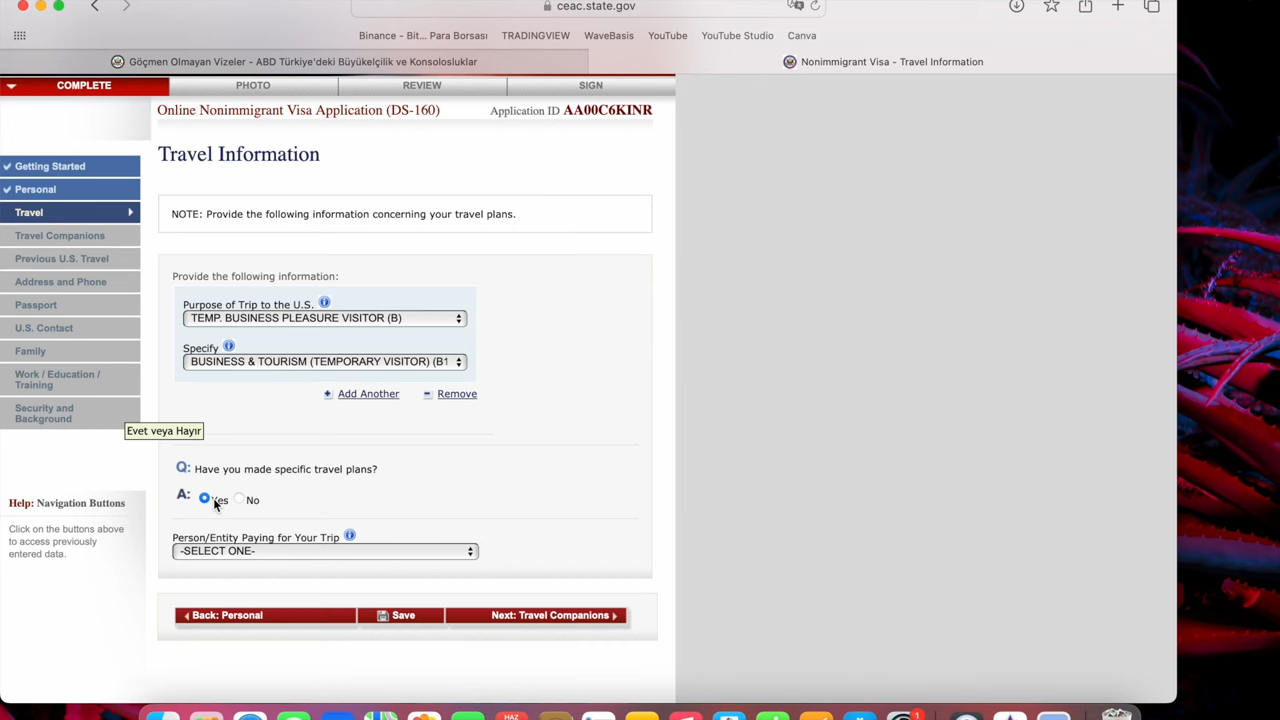 ceac.state.gov
Binance - Bit... Para Borsası TRADINGVIEW WaveBasis YouTube YouTube Studio Canva
Göçmen Olmayan Vizeler - ABD Türkiye'deki Büyükelçilik ve Konsolosluklar Nonimmigrant Visa - Travel Information
COMPLETE PHOTO REVIEW SIGN
Online Nonimmigrant Visa Application (DS-160) Application ID AA00C6KINR
Travel Information
Getting Started
Personal
Travel
Travel Companions
Previous U.S. Travel
Address and Phone
Passport
U.S. Contact
Family
Work / Education /
Training
Security and
Background
Evet veya Hayır
Help: Navigation Buttons
Click on the buttons above
to access previously
entered data.
NOTE: Provide the following information concerning your travel plans.
Provide the following information:
Purpose of Trip to the U.S.
TEMP. BUSINESS PLEASURE VISITOR (B)
Specify
BUSINESS & TOURISM (TEMPORARY VISITOR) (B1
Add Another Remove
Q: Have you made specific travel plans?
A: Yes No
Person/Entity Paying for Your Trip
-SELECT ONE-
Back: Personal Save Next: Travel Companions
HAZ
1